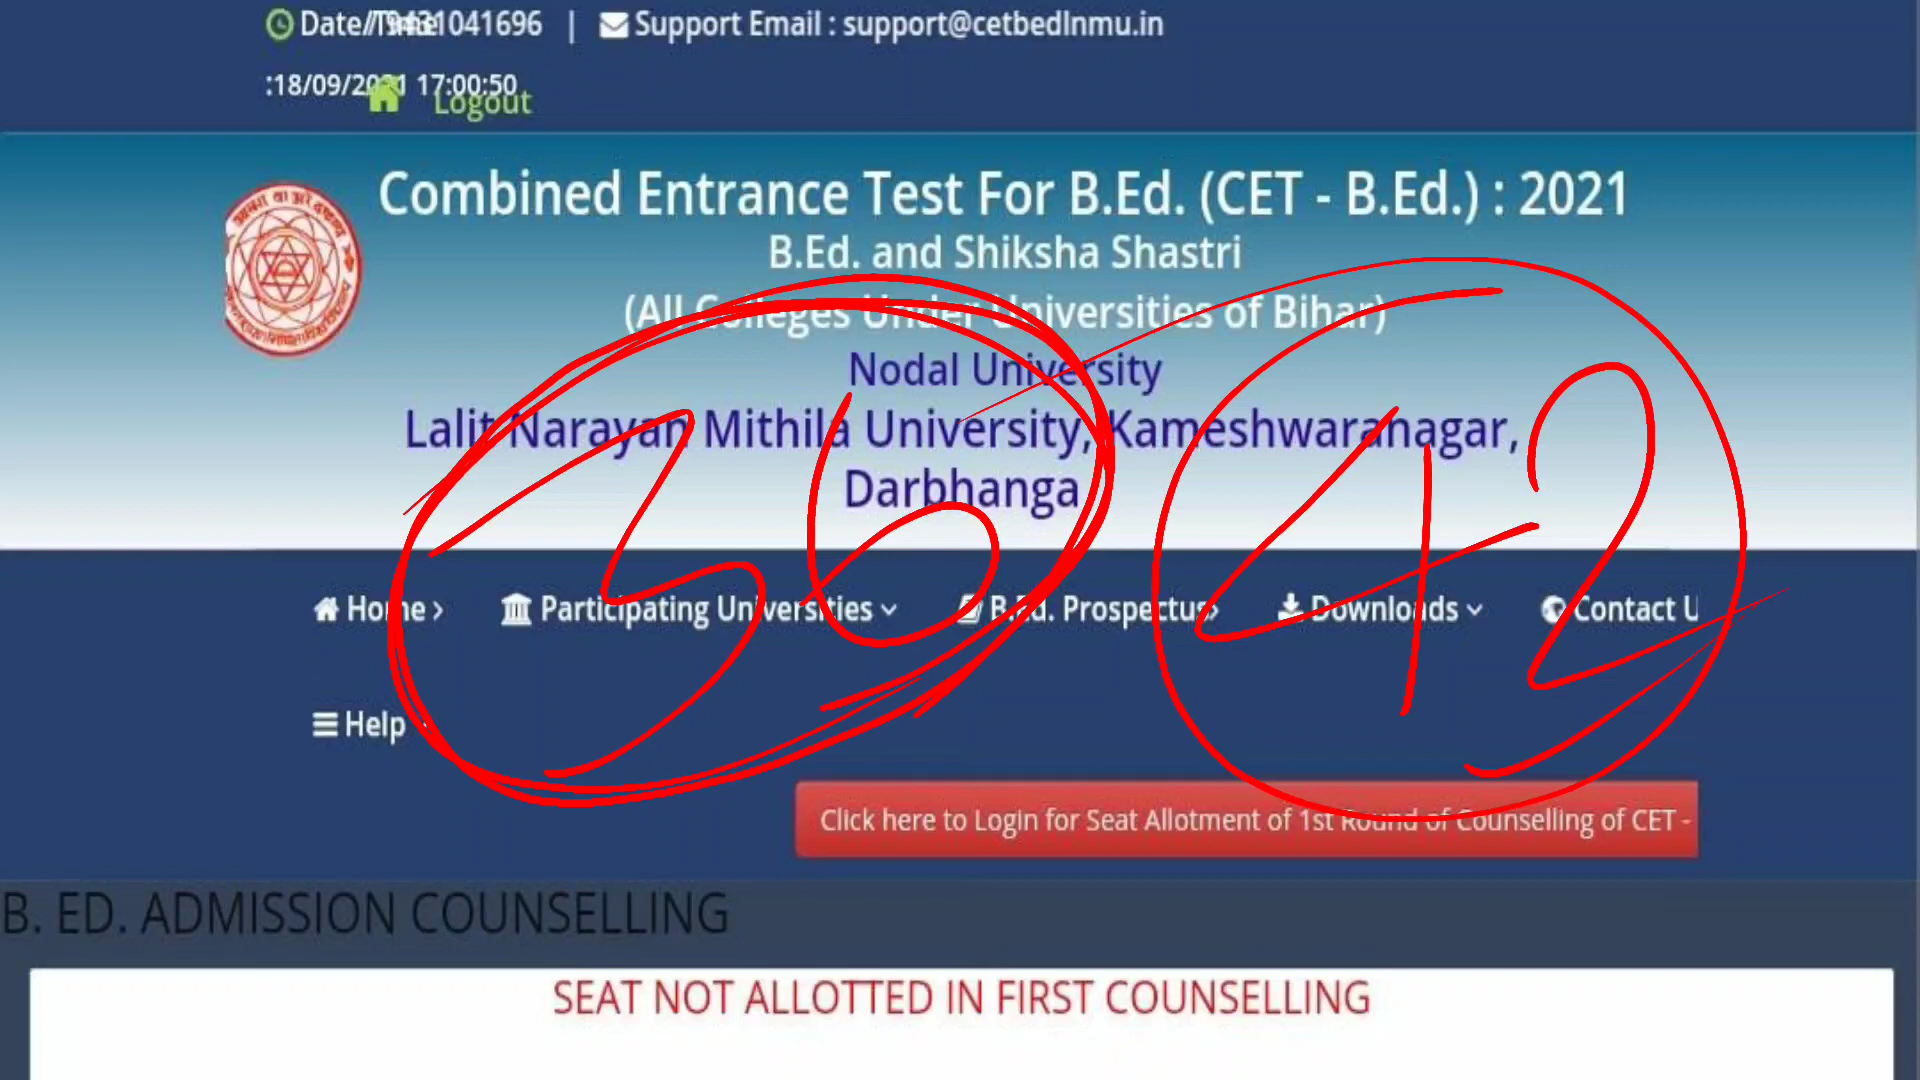 Date/Time 9431041696 | Support Email : support@cetbedlnmu.in
:18/09/2021 17:00:50
Logout
Combined Entrance Test For B.Ed. (CET - B.Ed.) : 2021
B.Ed. and Shiksha Shastri
(All Colleges Under Universities of Bihar)
Nodal University
Lalit Narayan Mithila University, Kameshwaranagar,
Darbhanga
36 42
Home Participating Universities B.Ed. Prospectus Downloads Contact U
Help
Click here to Login for Seat Allotment of 1st Round of Counselling of CET -
B. ED. ADMISSION COUNSELLING
SEAT NOT ALLOTTED IN FIRST COUNSELLING